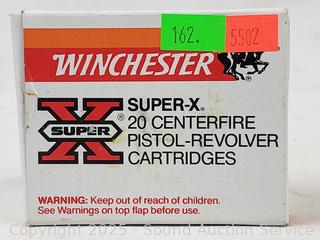 162.
5502
WINCHESTER®
SUPER-X®
20 CENTERFIRE
PISTOL-REVOLVER
CARTRIDGES
X®
SUPER
WARNING: Keep out of reach of children.
See Warnings on top flap before use.
Copyright 2023 - Sound Auction Service